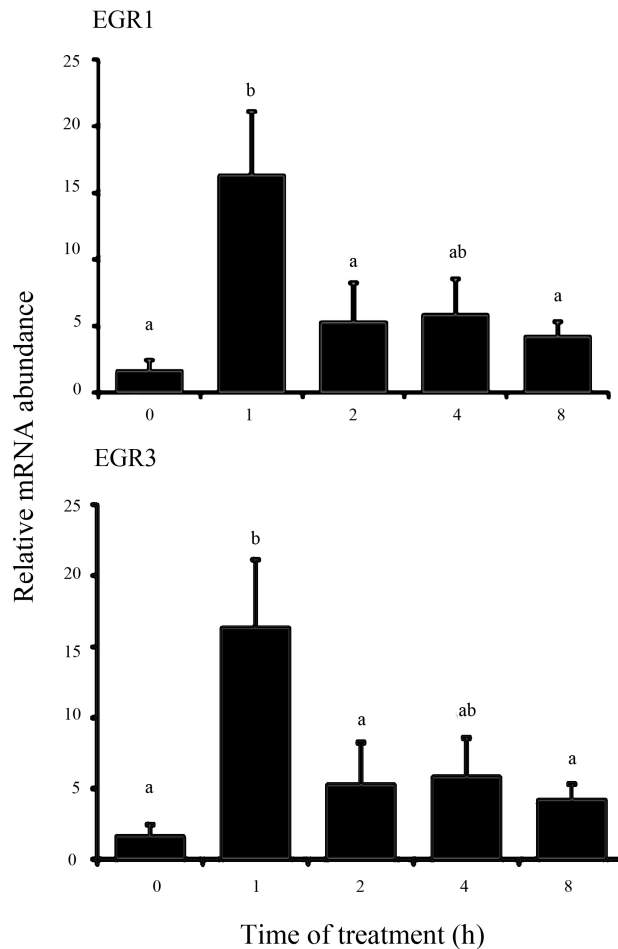 EGR1
25
20
15
10
5
0
a
b
a
ab
a
0 1 2 4 8
EGR3
25
20
15
10
5
0
a
b
a
ab
a
0 1 2 4 8
Relative mRNA abundance
Time of treatment (h)